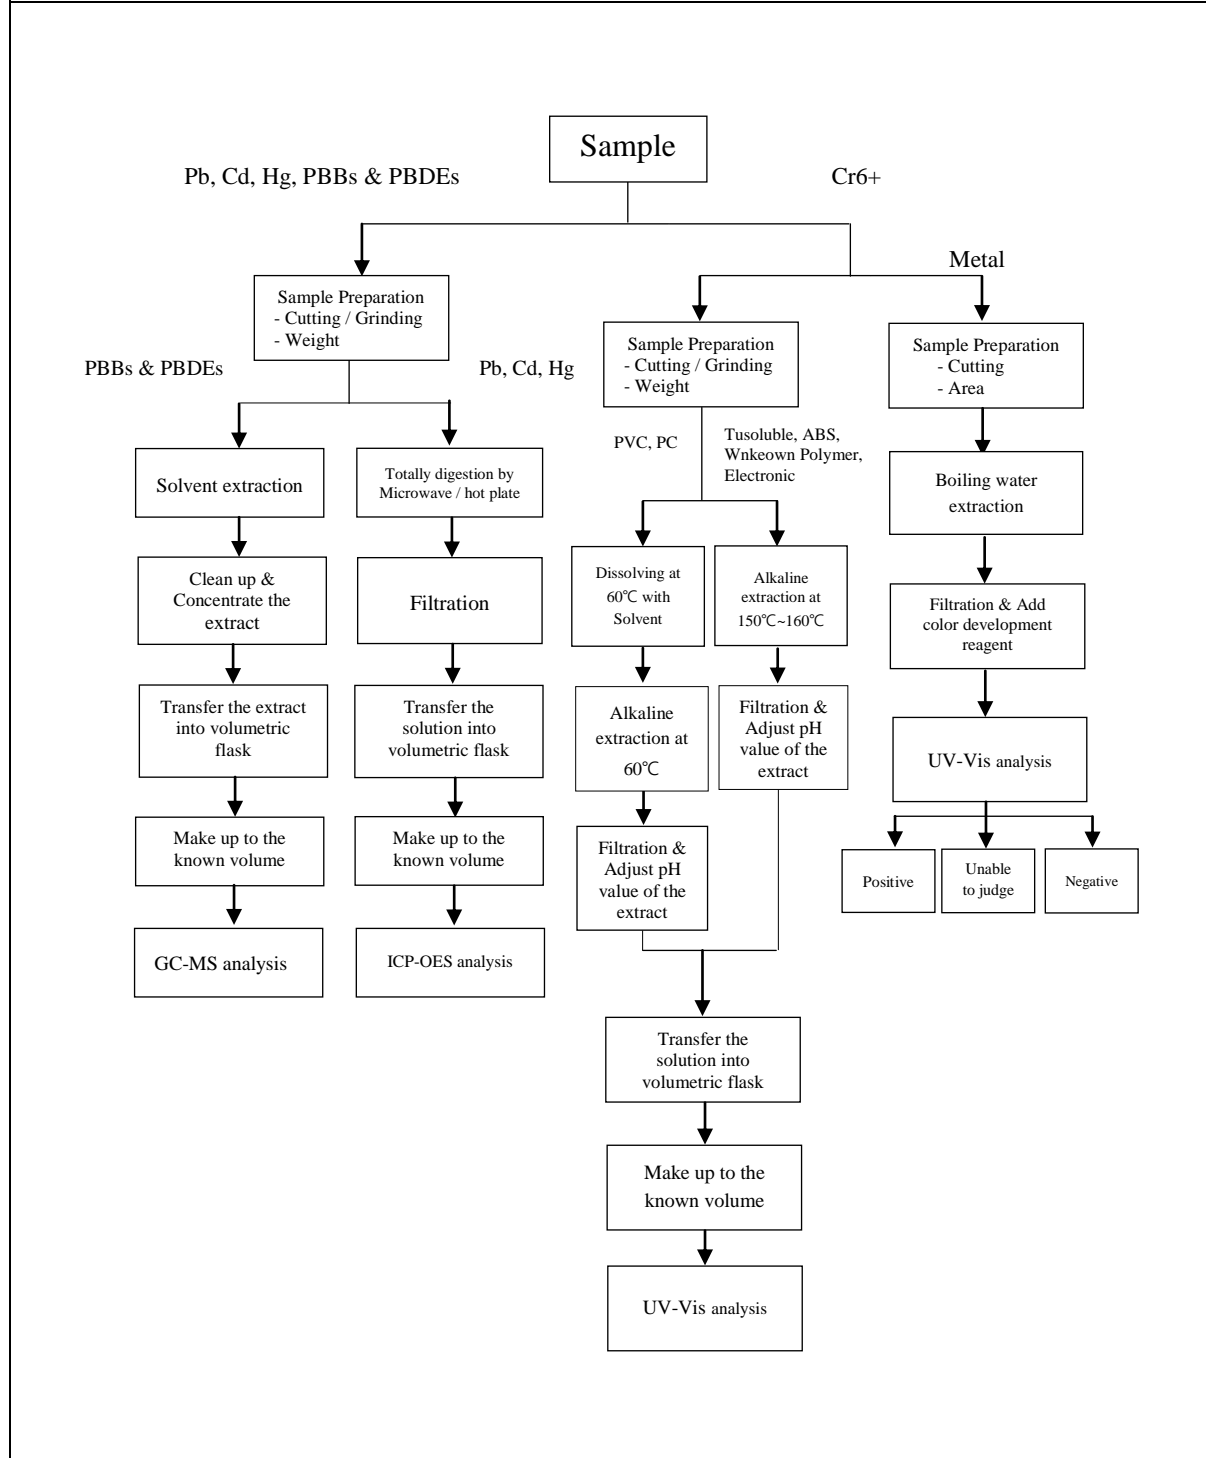 Sample
Pb, Cd, Hg, PBBs & PBDEs
Cr6+
Metal
Sample Preparation
- Cutting / Grinding
- Weight
PBBs & PBDEs
Pb, Cd, Hg
Solvent extraction
Clean up &
Concentrate the
extract
Transfer the extract
into volumetric
flask
Make up to the
known volume
GC-MS analysis
Totally digestion by
Microwave / hot plate
Filtration
Transfer the
solution into
volumetric flask
Make up to the
known volume
ICP-OES analysis
Sample Preparation
- Cutting / Grinding
- Weight
PVC, PC
Tusoluble, ABS,
Wnkeown Polymer,
Electronic
Dissolving at
60℃ with
Solvent
Alkaline
extraction at
60℃
Filtration &
Adjust pH
value of the
extract
Alkaline
extraction at
150℃~160℃
Filtration &
Adjust pH
value of the
extract
Transfer the
solution into
volumetric flask
Make up to the
known volume
UV-Vis analysis
Sample Preparation
- Cutting
- Area
Boiling water
extraction
Filtration & Add
color development
reagent
UV-Vis analysis
Positive
Unable
to judge
Negative